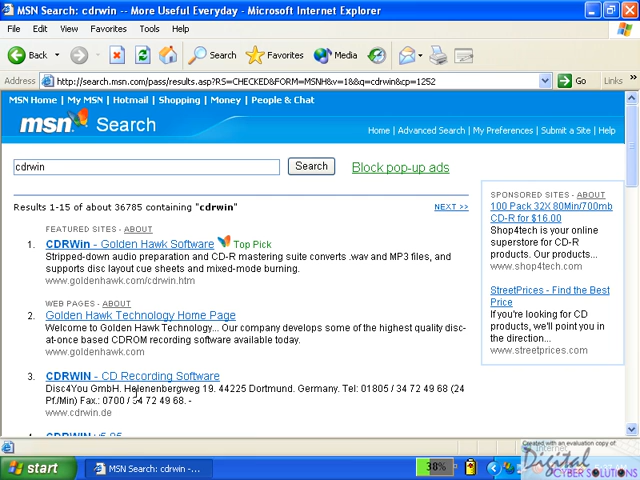 MSN Search: cdrwin -- More Useful Everyday - Microsoft Internet Explorer
File Edit View Favorites Tools Help
Back Search Favorites Media
Address http://search.msn.com/pass/results.asp?RS=CHECKED&FORM=MSNH&v=1&q=cdrwin&cp=1252 Go Links »
MSN Home | My MSN | Hotmail | Shopping | Money | People & Chat
msn Search
Home | Advanced Search | My Preferences | Submit a Site | Help
cdrwin Search Block pop-up ads
Results 1-15 of about 36785 containing "cdrwin" NEXT >>
FEATURED SITES - ABOUT
1. CDRWin - Golden Hawk Software Top Pick
Stripped-down audio preparation and CD-R mastering suite converts .wav and MP3 files, and
supports disc layout cue sheets and mixed-mode burning.
www.goldenhawk.com/cdrwin.htm
WEB PAGES - ABOUT
2. Golden Hawk Technology Home Page
Welcome to Golden Hawk Technology... Our company develops some of the highest quality disc-
at-once based CDROM recording software available today.
www.goldenhawk.com
3. CDRWIN - CD Recording Software
Disc4You GmbH. Helenenbergweg 19. 44225 Dortmund. Germany. Tel: 01805 / 34 72 49 68 (24
Pf./Min) Fax.: 0700 / 34 72 49 68. -
www.cdrwin.de
4. CDRWIN v5.05
SPONSORED SITES - ABOUT
100 Pack 32X 80Min/700mb
CD-R for $16.00
Shop4tech is your online
superstore for CD-R
products. Our products...
www.shop4tech.com
StreetPrices - Find the Best
Price
If you're looking for CD
products, we'll point you in
the direction...
www.streetprices.com
Internet
Created with an evaluation copy of
Digital
CYBER SOLUTIONS
start MSN Search: cdrwin -... 38%